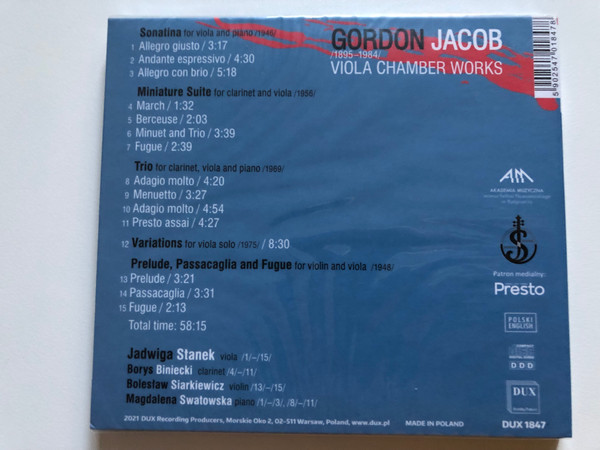 Sonatina for viola and piano /1946/
1 Allegro giusto / 3:17
2 Andante espressivo / 4:30
3 Allegro con brio / 5:18
Miniature Suite for clarinet and viola /1956/
4 March / 1:32
5 Berceuse / 2:03
6 Minuet and Trio / 3:39
7 Fugue / 2:39
Trio for clarinet, viola and piano /1969/
8 Adagio molto / 4:20
9 Menuetto / 3:27
10 Adagio molto / 4:54
11 Presto assai / 4:27
12 Variations for viola solo /1975/ / 8:30
Prelude, Passacaglia and Fugue for violin and viola /1948/
13 Prelude / 3:21
14 Passacaglia / 3:31
15 Fugue / 2:13
Total time: 58:15
Jadwiga Stanek viola /1/–/15/
Borys Biniecki clarinet /4/–/11/
Bolesław Siarkiewicz violin /13/–/15/
Magdalena Swatowska piano /1/–/3/, /8/–/11/
2021 DUX Recording Producers, Morskie Oko 2, 02-511 Warsaw, Poland, www.dux.pl
MADE IN POLAND
GORDON JACOB
/1895–1984/
VIOLA CHAMBER WORKS
5 902547 018478
AM
AKADEMIA MUZYCZNA
Patron medialny:
Presto
POLSKI
ENGLISH
DDD
DUX
DUX 1847